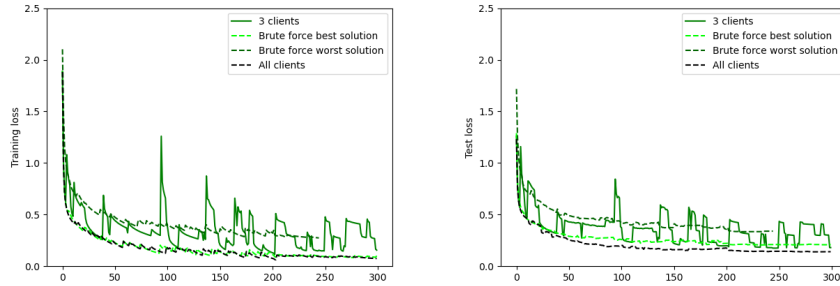 2.5
2.0
1.5
1.0
0.5
0.0
Training loss
3 clients
Brute force best solution
Brute force worst solution
All clients
0 50 100 150 200 250 300
2.5
2.0
1.5
1.0
0.5
0.0
Test loss
3 clients
Brute force best solution
Brute force worst solution
All clients
0 50 100 150 200 250 300